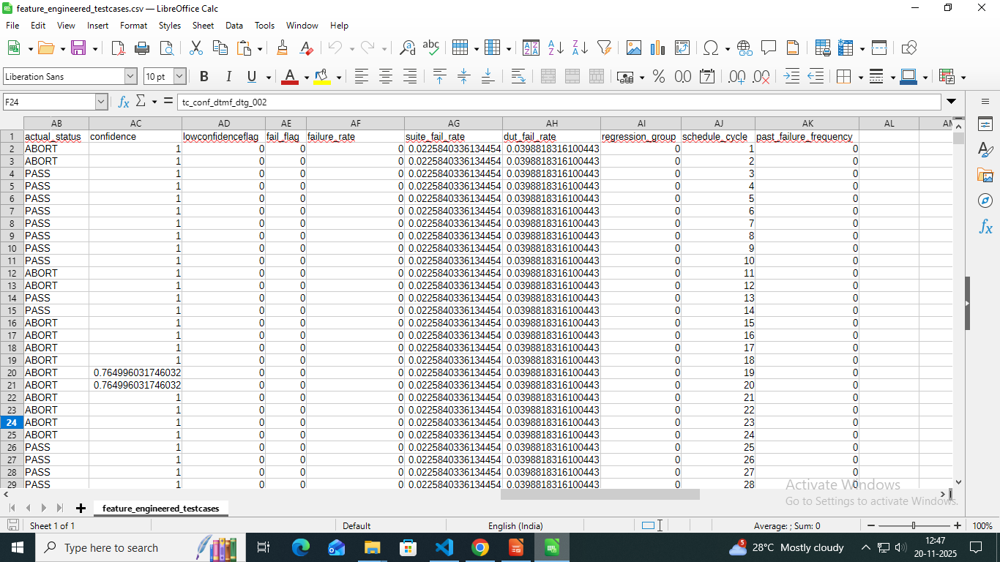 feature_engineered_testcases.csv — LibreOffice Calc
File Edit View Insert Format Styles Sheet Data Tools Window Help
Liberation Sans 10 pt B I U A % 0.0 7
F24 fx Σ = tc_conf_dtmf_dtg_002
AB AC AD AE AF AG AH AI AJ AK AL
1 actual_status confidence lowconfidenceflag fail_flag failure_rate suite_fail_rate dut_fail_rate regression_group schedule_cycle past_failure_frequency
2 ABORT 1 0 0 0 0.0225840336134454 0.0398818316100443 0 1 0
3 ABORT 1 0 0 0 0.0225840336134454 0.0398818316100443 0 2 0
4 PASS 1 0 0 0 0.0225840336134454 0.0398818316100443 0 3 0
5 PASS 1 0 0 0 0.0225840336134454 0.0398818316100443 0 4 0
6 PASS 1 0 0 0 0.0225840336134454 0.0398818316100443 0 5 0
7 PASS 1 0 0 0 0.0225840336134454 0.0398818316100443 0 6 0
8 PASS 1 0 0 0 0.0225840336134454 0.0398818316100443 0 7 0
9 PASS 1 0 0 0 0.0225840336134454 0.0398818316100443 0 8 0
10 PASS 1 0 0 0 0.0225840336134454 0.0398818316100443 0 9 0
11 PASS 1 0 0 0 0.0225840336134454 0.0398818316100443 0 10 0
12 ABORT 1 0 0 0 0.0225840336134454 0.0398818316100443 0 11 0
13 ABORT 1 0 0 0 0.0225840336134454 0.0398818316100443 0 12 0
14 PASS 1 0 0 0 0.0225840336134454 0.0398818316100443 0 13 0
15 PASS 1 0 0 0 0.0225840336134454 0.0398818316100443 0 14 0
16 ABORT 1 0 0 0 0.0225840336134454 0.0398818316100443 0 15 0
17 ABORT 1 0 0 0 0.0225840336134454 0.0398818316100443 0 16 0
18 ABORT 1 0 0 0 0.0225840336134454 0.0398818316100443 0 17 0
19 ABORT 1 0 0 0 0.0225840336134454 0.0398818316100443 0 18 0
20 ABORT 0.764996031746032 0 0 0 0.0225840336134454 0.0398818316100443 0 19 0
21 ABORT 0.764996031746032 0 0 0 0.0225840336134454 0.0398818316100443 0 20 0
22 ABORT 1 0 0 0 0.0225840336134454 0.0398818316100443 0 21 0
23 ABORT 1 0 0 0 0.0225840336134454 0.0398818316100443 0 22 0
24 ABORT 1 0 0 0 0.0225840336134454 0.0398818316100443 0 23 0
25 ABORT 1 0 0 0 0.0225840336134454 0.0398818316100443 0 24 0
26 PASS 1 0 0 0 0.0225840336134454 0.0398818316100443 0 25 0
27 PASS 1 0 0 0 0.0225840336134454 0.0398818316100443 0 26 0
28 PASS 1 0 0 0 0.0225840336134454 0.0398818316100443 0 27 0
29 PASS 1 0 0 0 0.0225840336134454 0.0398818316100443 0 28 0
Activate Windows
Go to Settings to activate Windows.
feature_engineered_testcases
Sheet 1 of 1 Default English (India) Average: ; Sum: 0 100%
Type here to search 5 28°C Mostly cloudy 12:47
20-11-2025